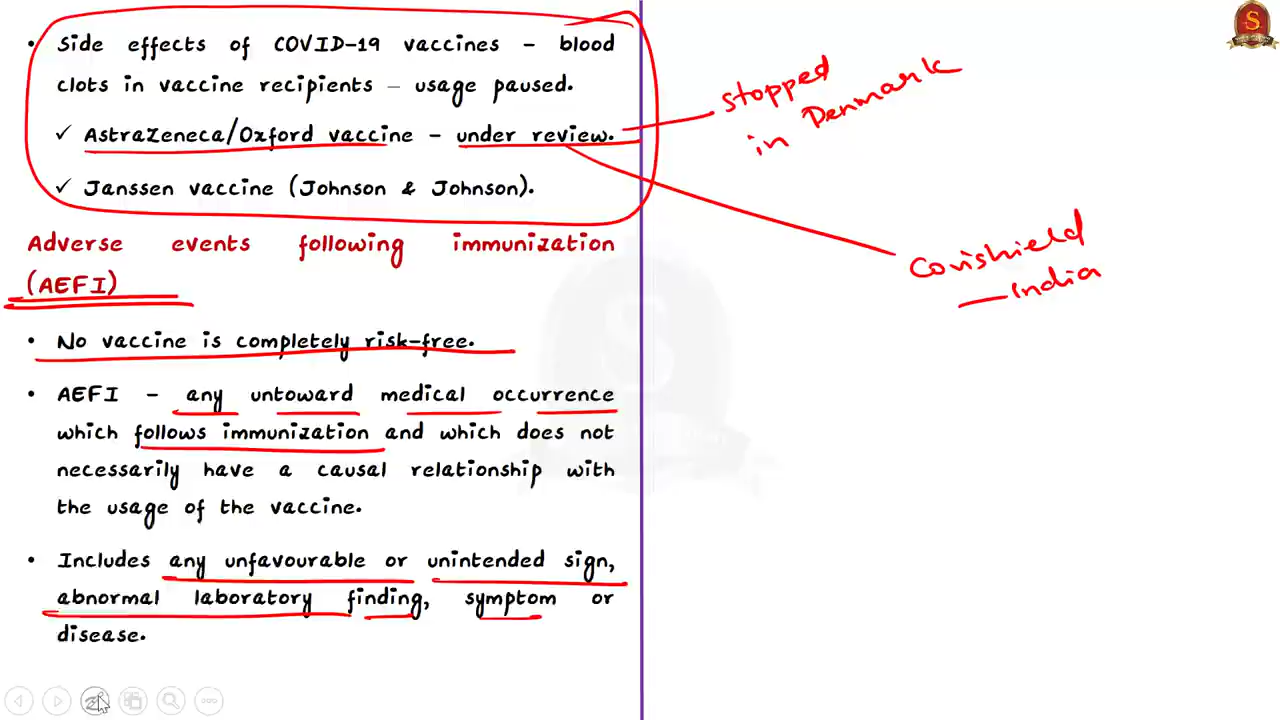 • Side effects of COVID-19 vaccines – blood
clots in vaccine recipients – usage paused.
✓ AstraZeneca/Oxford vaccine – under review.
✓ Janssen vaccine (Johnson & Johnson).
Adverse events following immunization
(AEFI)
• No vaccine is completely risk-free.
• AEFI – any untoward medical occurrence
which follows immunization and which does not
necessarily have a causal relationship with
the usage of the vaccine.
• Includes any unfavourable or unintended sign,
abnormal laboratory finding, symptom or
disease.
stopped
in Denmark
Covishield
— India